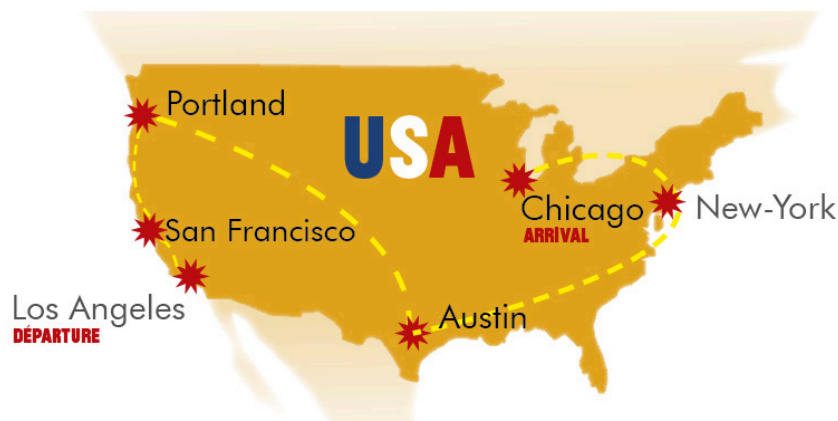 Portland
USA
Chicago
ARRIVAL
New-York
San Francisco
Los Angeles
DÉPARTURE
Austin